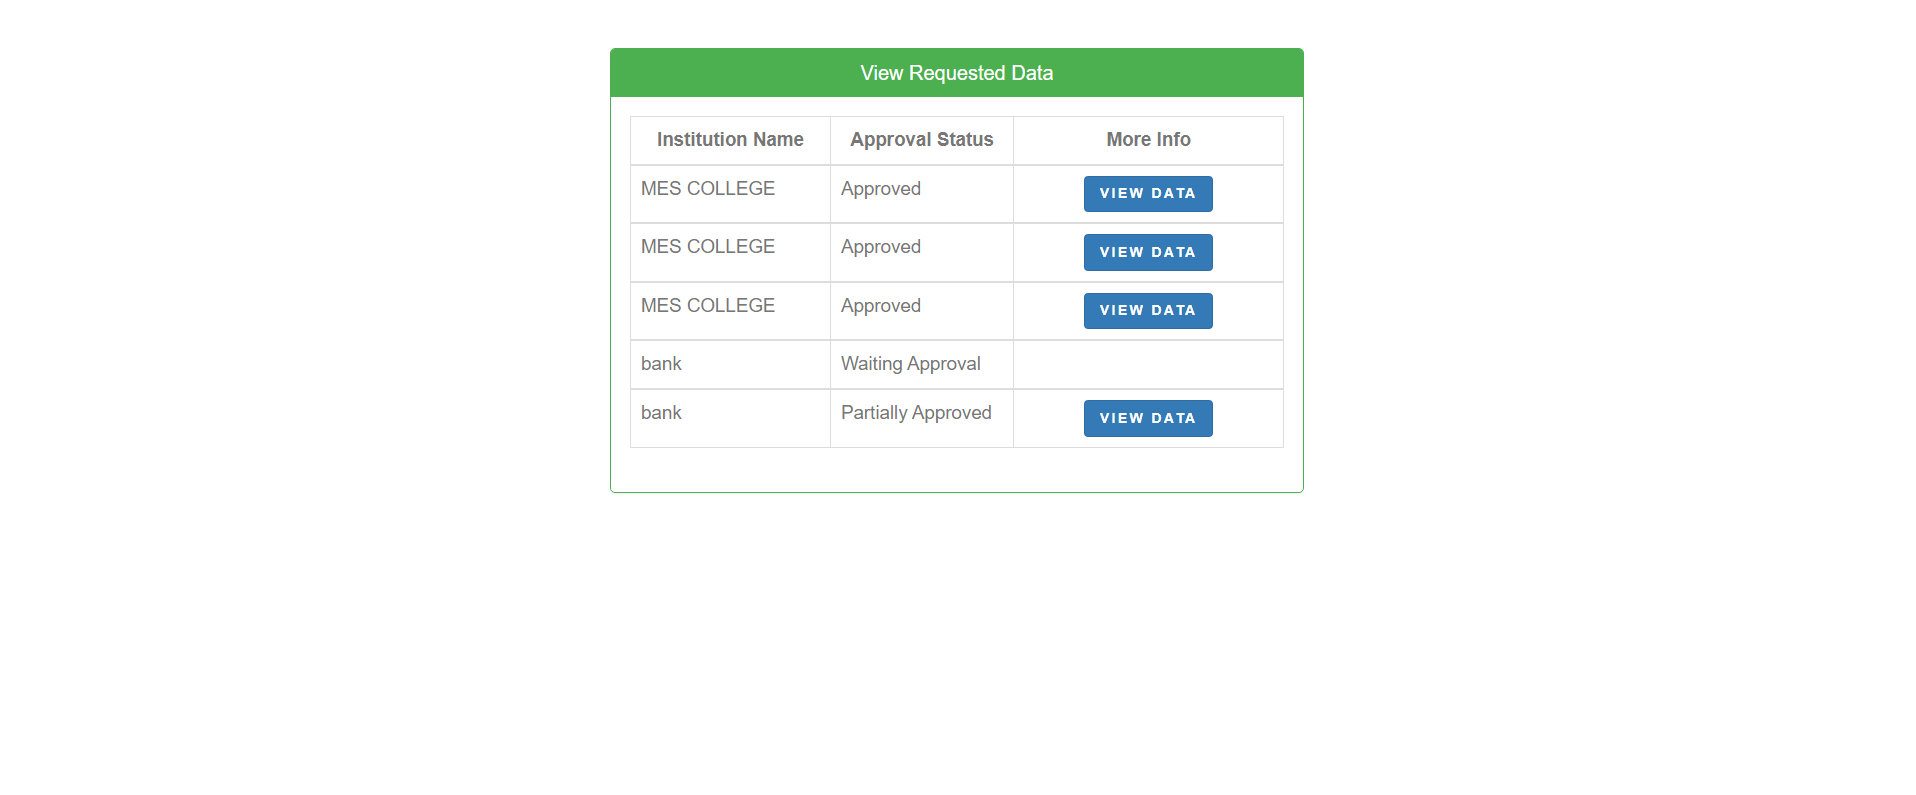 View Requested Data
Institution Name Approval Status More Info
MES COLLEGE Approved VIEW DATA
MES COLLEGE Approved VIEW DATA
MES COLLEGE Approved VIEW DATA
bank Waiting Approval
bank Partially Approved VIEW DATA